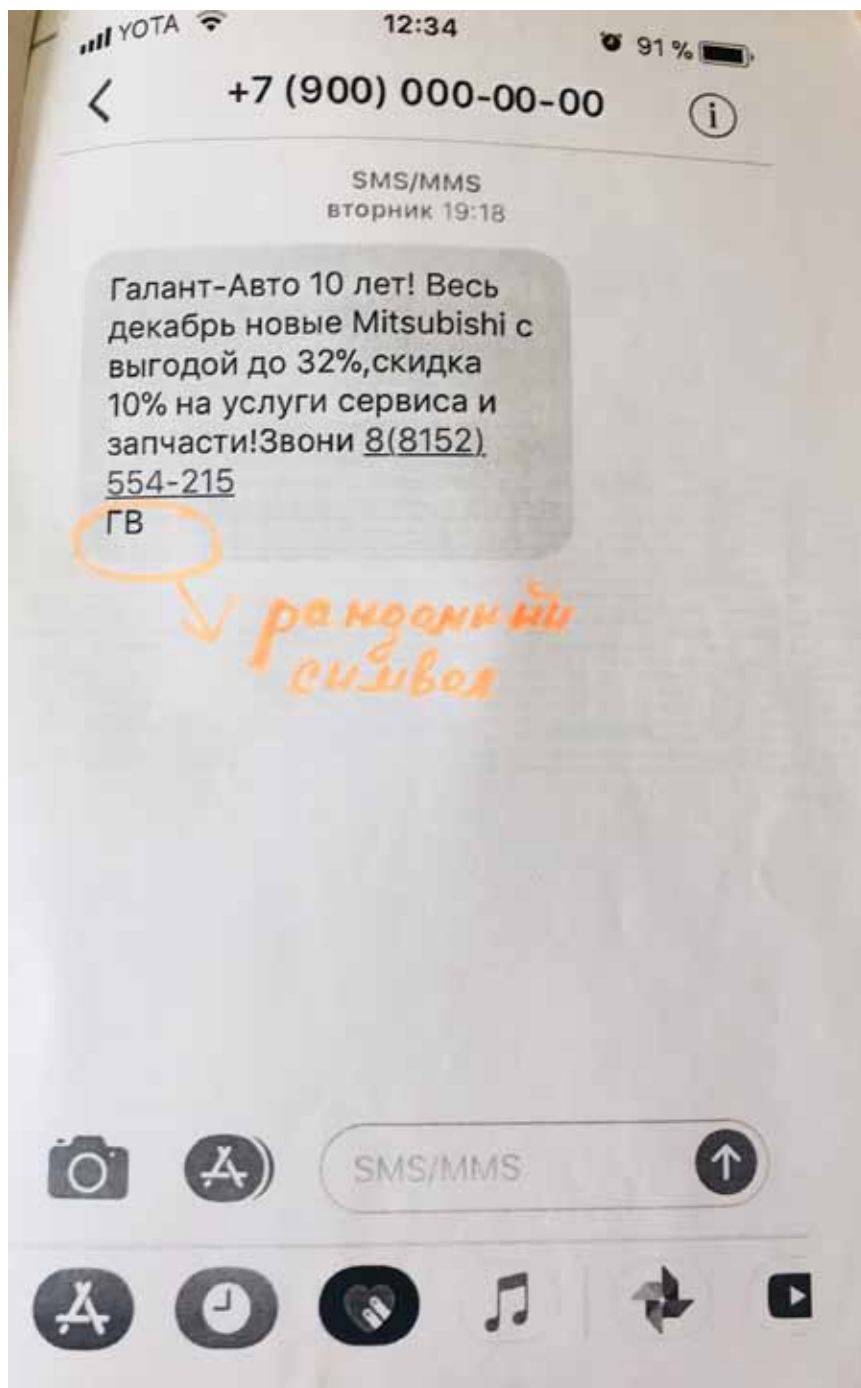 YOTA 12:34 91 %
+7 (900) 000-00-00
SMS/MMS
вторник 19:18
Галант-Авто 10 лет! Весь
декабрь новые Mitsubishi с
выгодой до 32%,скидка
10% на услуги сервиса и
запчасти!Звони 8(8152)
554-215
ГВ
рандомный
символ
SMS/MMS